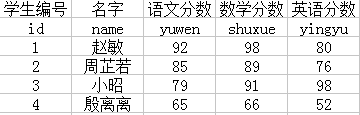 学生编号 名字 语文分数 数学分数 英语分数
id name yuwen shuxue yingyu
1 赵敏 92 98 80
2 周芷若 85 89 76
3 小昭 79 91 98
4 殷离离 65 66 52